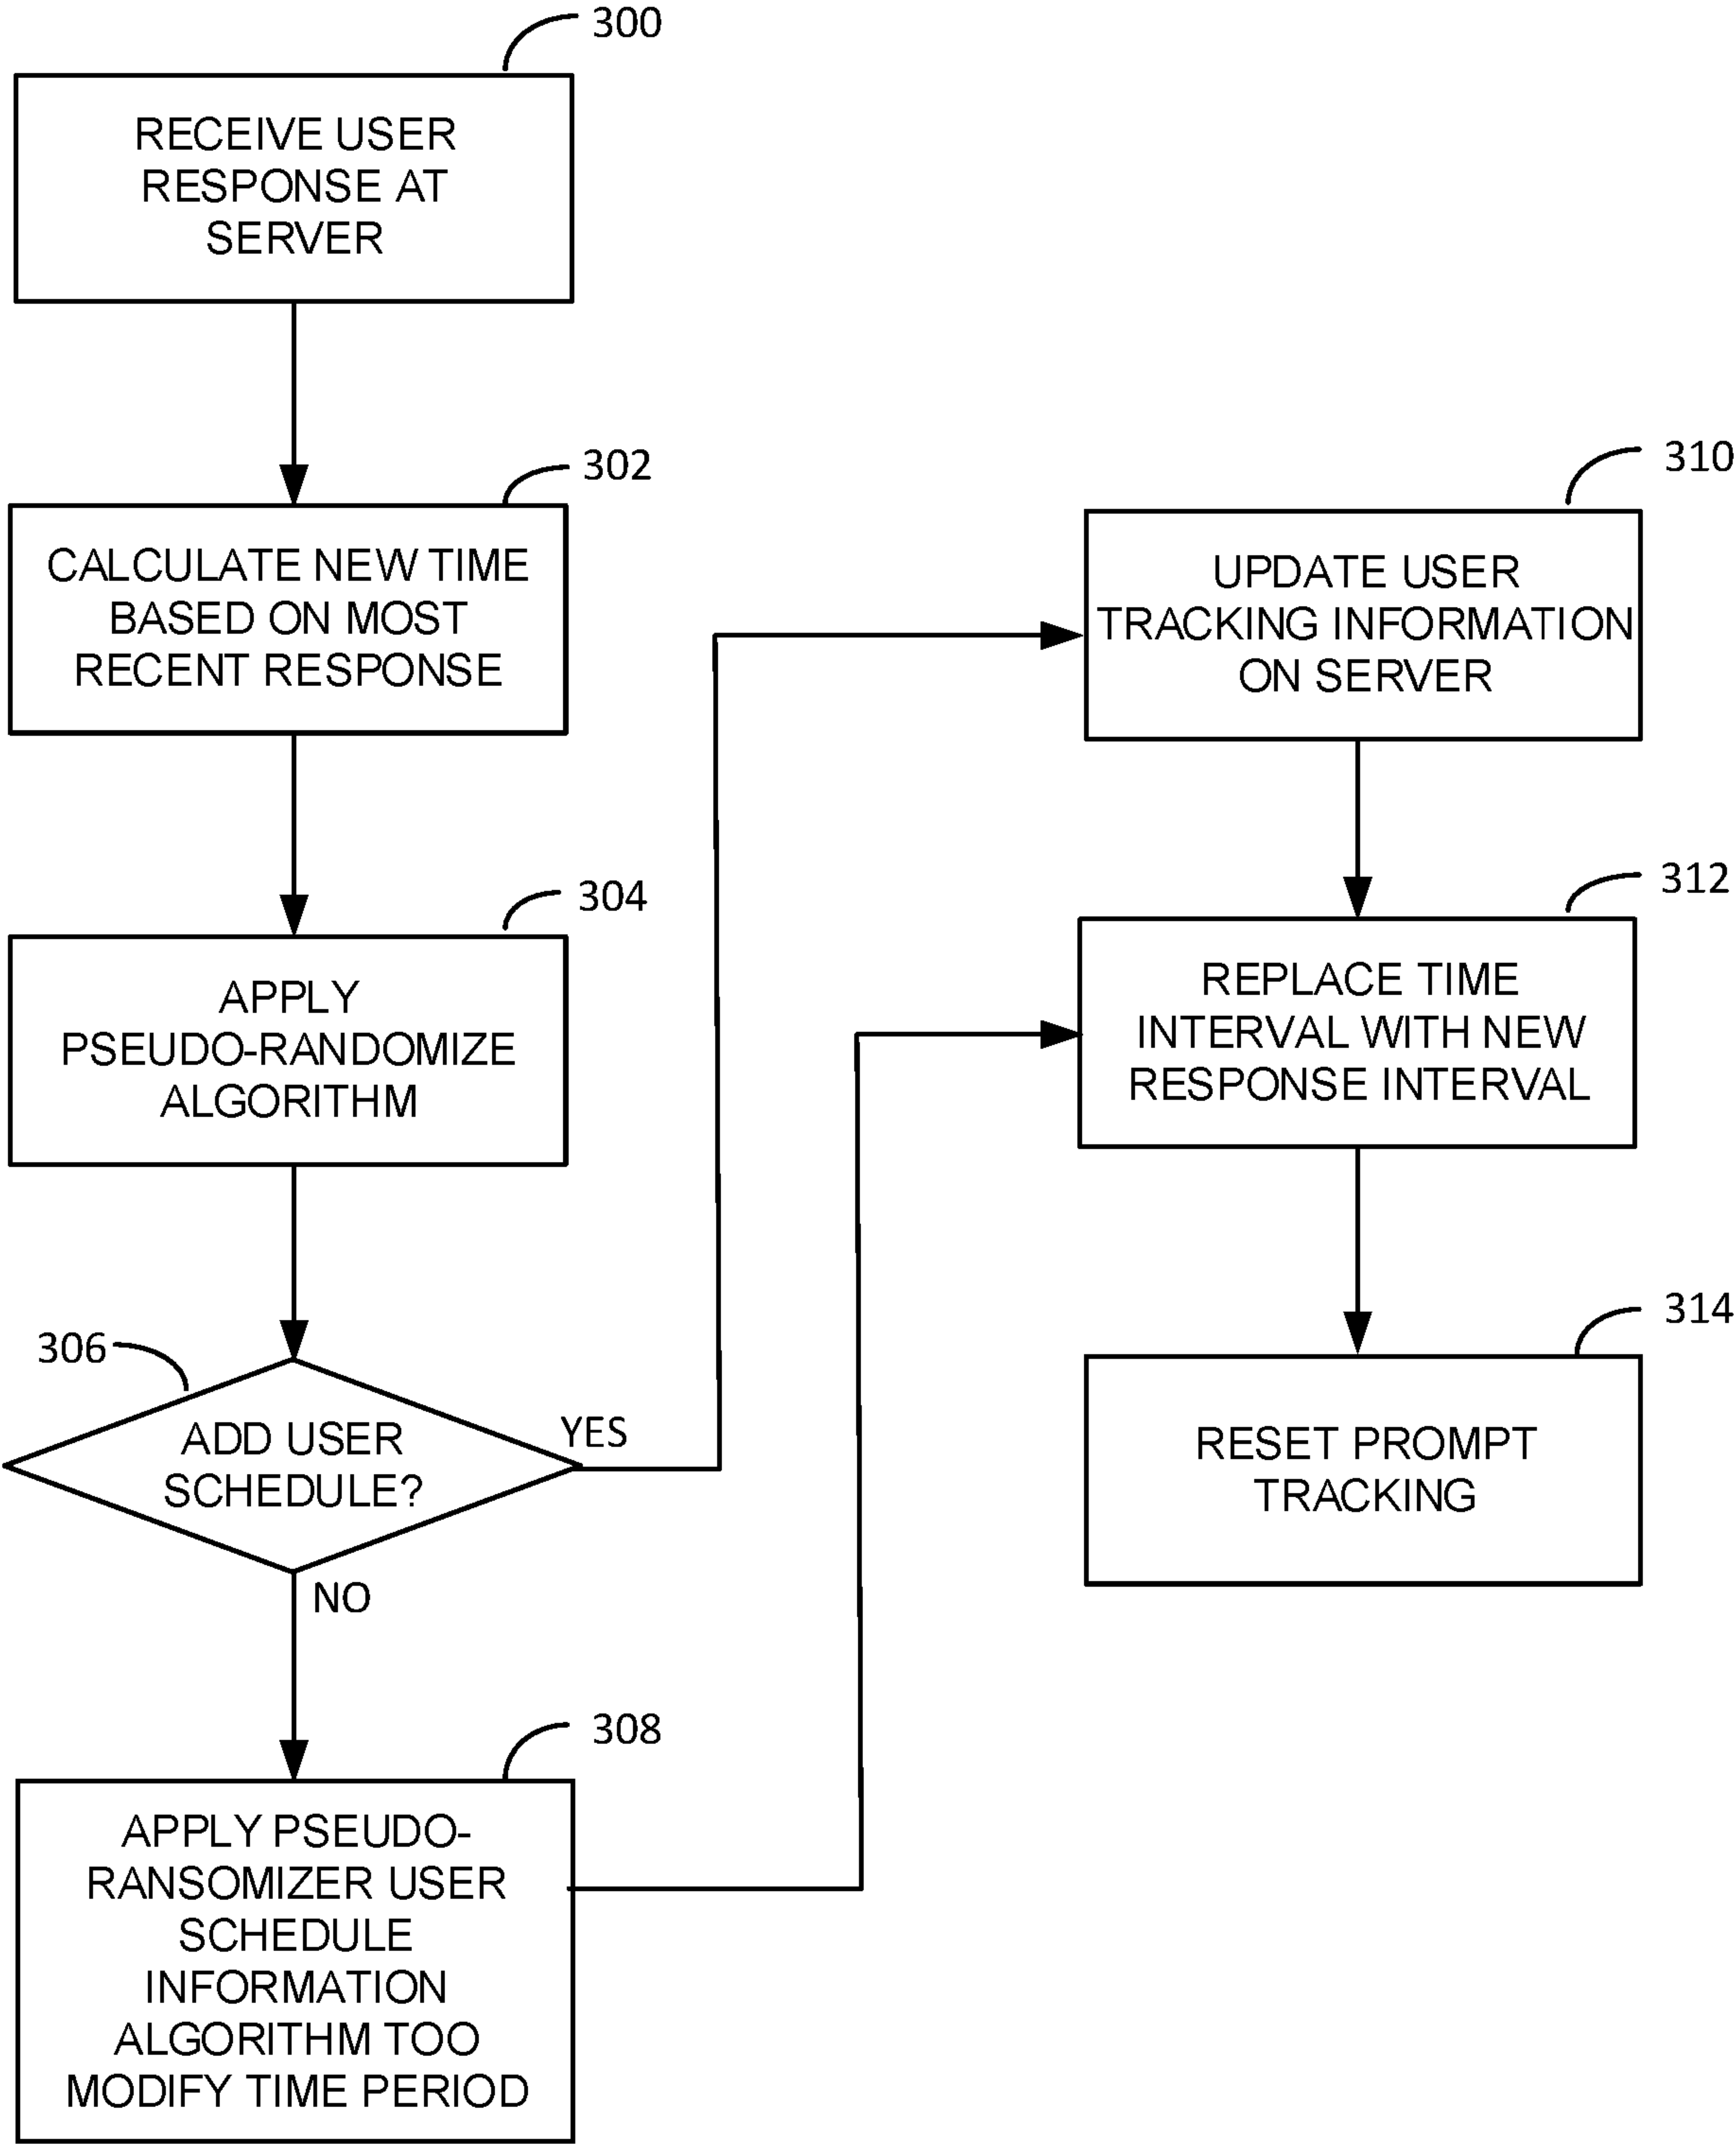 300
RECEIVE USER
RESPONSE AT
SERVER
302
CALCULATE NEW TIME
BASED ON MOST
RECENT RESPONSE
304
APPLY
PSEUDO-RANDOMIZE
ALGORITHM
306
ADD USER
SCHEDULE?
YES
NO
308
APPLY PSEUDO-
RANSOMIZER USER
SCHEDULE
INFORMATION
ALGORITHM TOO
MODIFY TIME PERIOD
310
UPDATE USER
TRACKING INFORMATION
ON SERVER
312
REPLACE TIME
INTERVAL WITH NEW
RESPONSE INTERVAL
314
RESET PROMPT
TRACKING